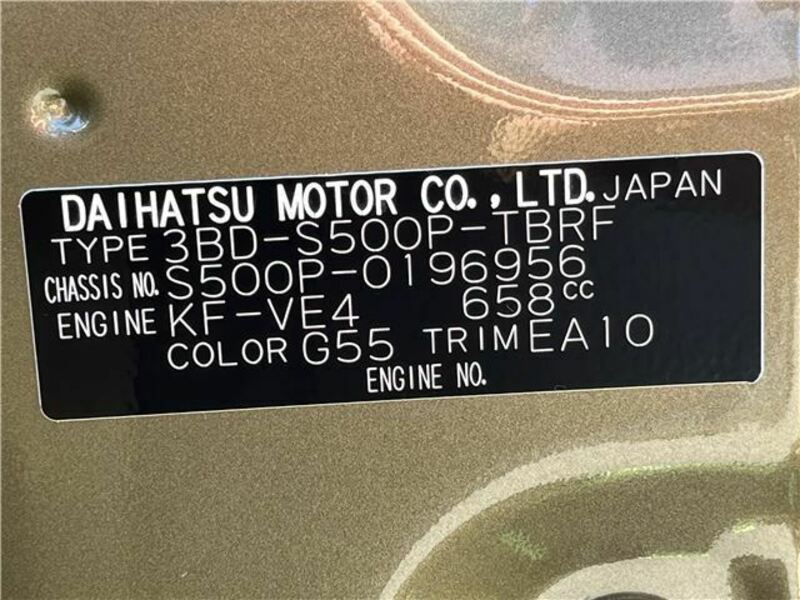 DAIHATSU MOTOR CO., LTD. JAPAN
TYPE 3BD-S500P-TBRF
CHASSIS NO. S500P-0196956
ENGINE KF-VE4 658cc
COLOR G55 TRIM EA10
ENGINE NO.